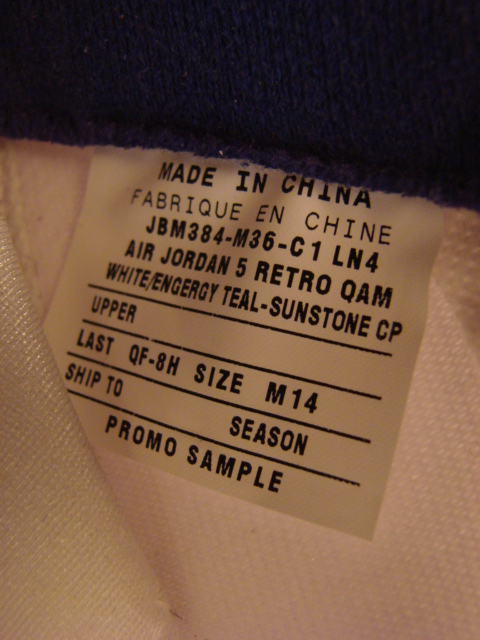 MADE IN CHINA
FABRIQUE EN CHINE
JBM384-M36-C1 LN4
AIR JORDAN 5 RETRO QAM
WHITE/ENGERGY TEAL-SUNSTONE CP
UPPER
LAST QF-8H SIZE M14
SHIP TO SEASON
PROMO SAMPLE